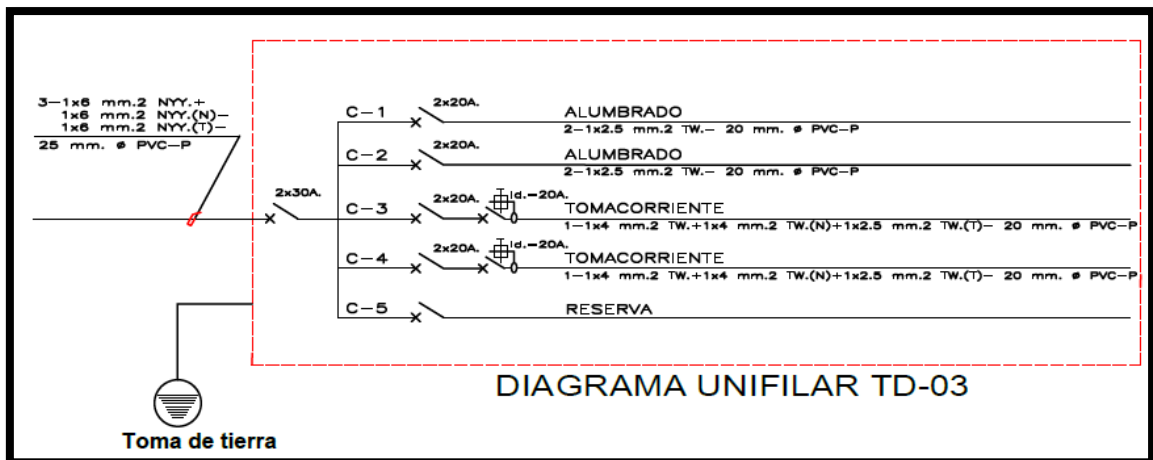 3-1x6 mm.2 NYY.+
1x6 mm.2 NYY.(N)-
1x6 mm.2 NYY.(T)-
25 mm. ø PVC-P
2x30A.
C-1
2x20A.
ALUMBRADO
2-1x2.5 mm.2 TW.- 20 mm. ø PVC-P
C-2
2x20A.
ALUMBRADO
2-1x2.5 mm.2 TW.- 20 mm. ø PVC-P
C-3
2x20A.
Id.-20A.
TOMACORRIENTE
1-1x4 mm.2 TW.+1x4 mm.2 TW.(N)+1x2.5 mm.2 TW.(T)- 20 mm. ø PVC-P
C-4
2x20A.
Id.-20A.
TOMACORRIENTE
1-1x4 mm.2 TW.+1x4 mm.2 TW.(N)+1x2.5 mm.2 TW.(T)- 20 mm. ø PVC-P
C-5
RESERVA
DIAGRAMA UNIFILAR TD-03
Toma de tierra